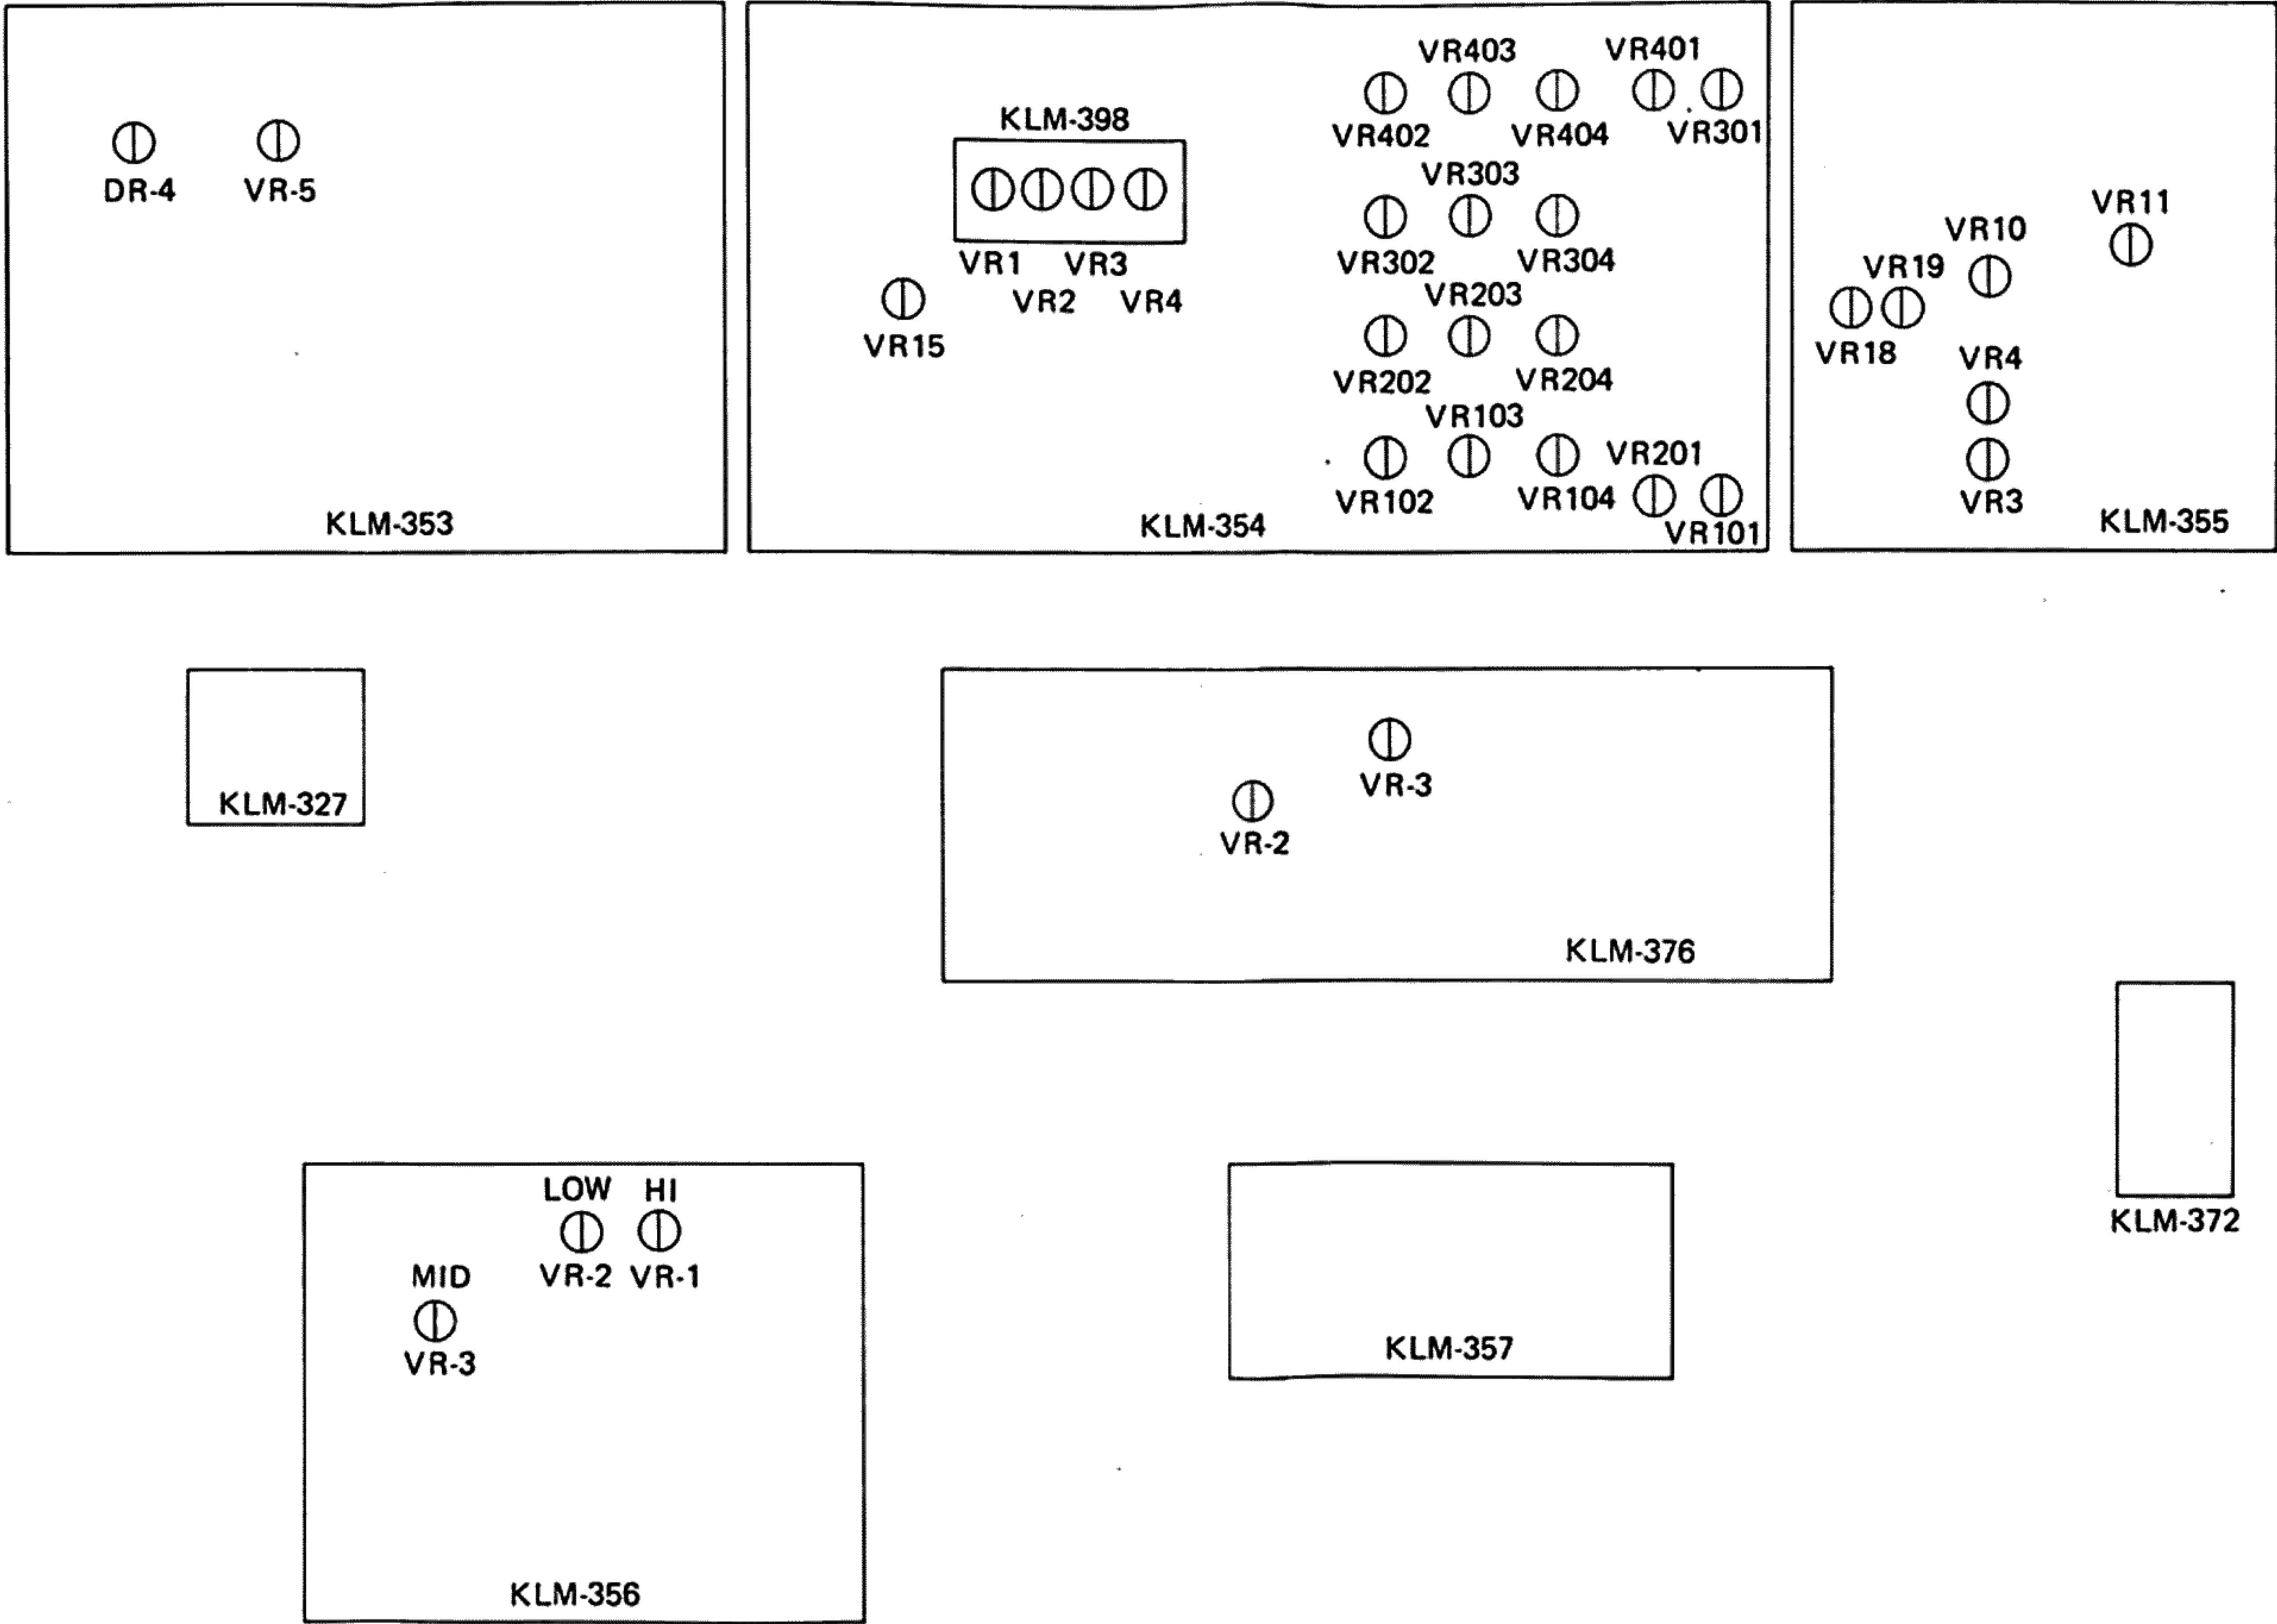 DR-4 VR-5
KLM-353
KLM-398
VR1 VR3
VR2 VR4
VR15
VR403 VR401
VR402 VR404 VR301
VR303
VR302 VR304
VR203
VR202 VR204
VR103
VR201
VR102 VR104
VR101
KLM-354
VR11
VR10
VR19
VR18
VR4
VR3
KLM-355
KLM-327
VR-3
VR-2
KLM-376
KLM-372
LOW HI
VR-2 VR-1
MID
VR-3
KLM-356
KLM-357